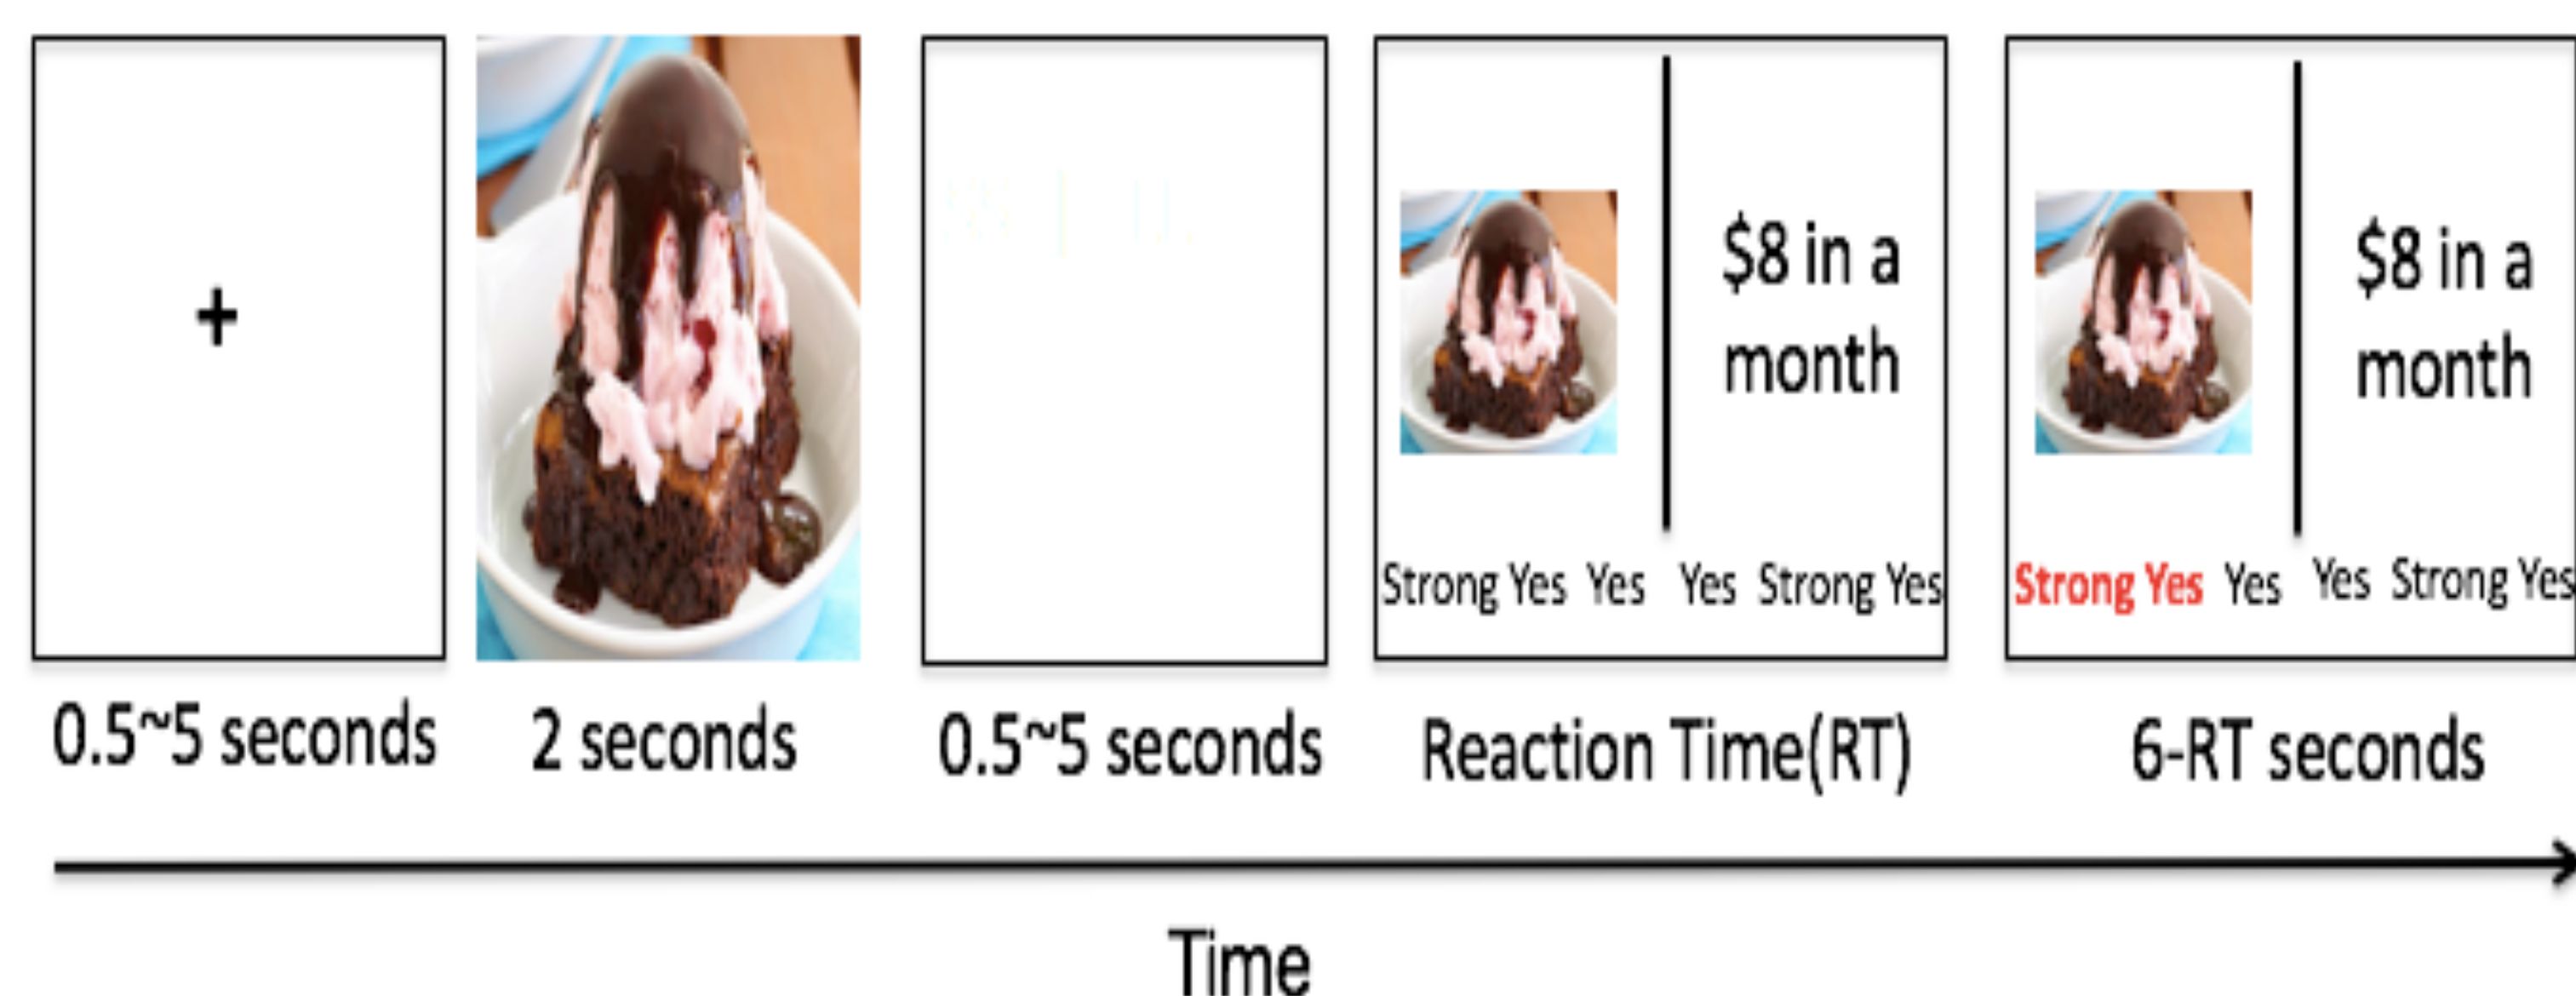 +
$8 in a
month
Strong Yes Yes Yes Strong Yes
$8 in a
month
Strong Yes Yes Yes Strong Yes
0.5~5 seconds
2 seconds
0.5~5 seconds
Reaction Time(RT)
6-RT seconds
Time